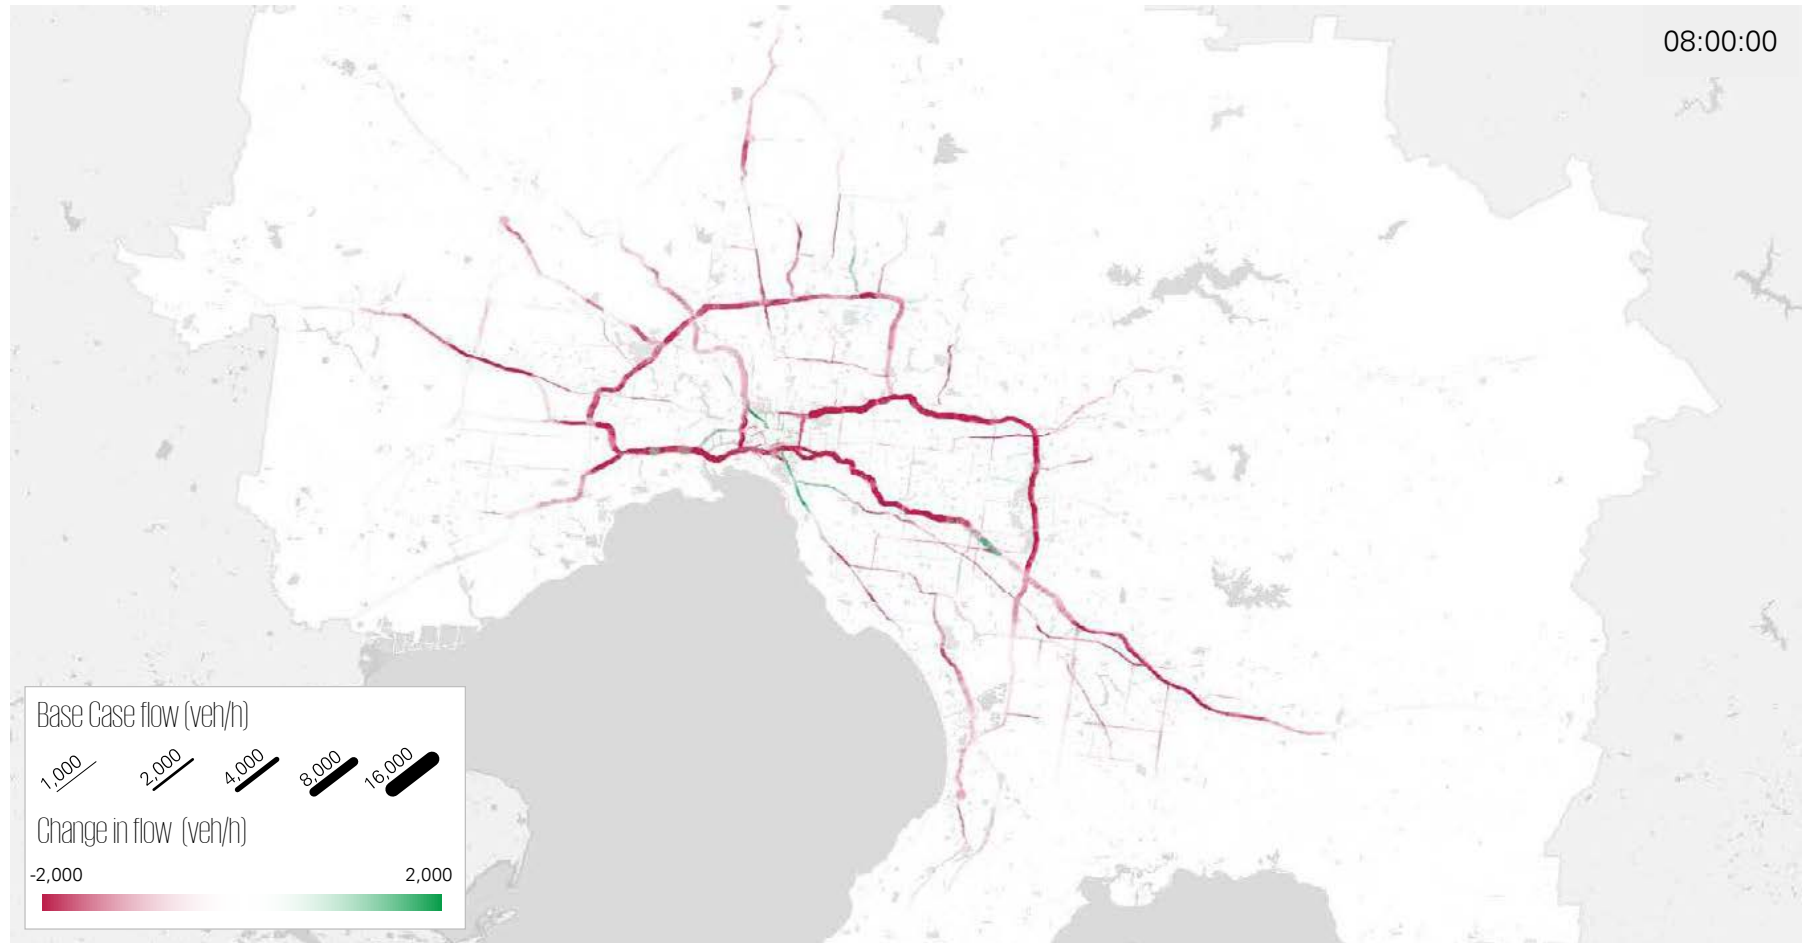 08:00:00
Base Case flow (veh/h)
1,000 2,000 4,000 8,000 16,000
Change in flow (veh/h)
-2,000 2,000